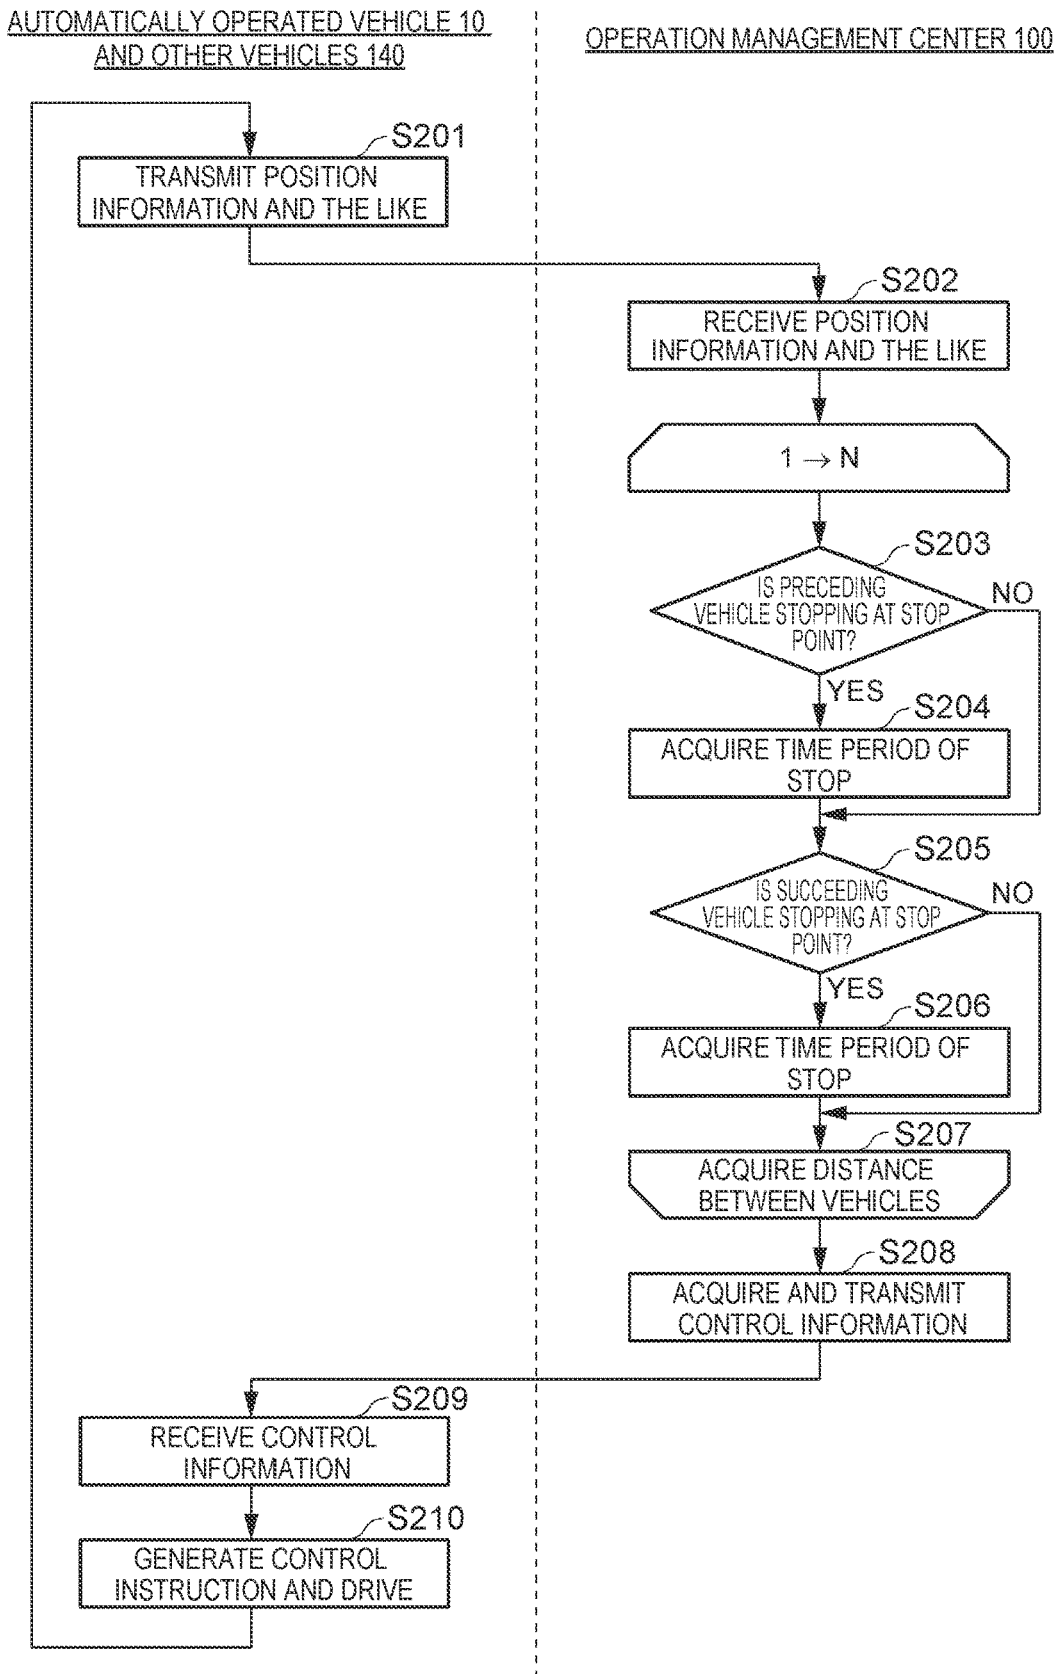 AUTOMATICALLY OPERATED VEHICLE 10
AND OTHER VEHICLES 140
OPERATION MANAGEMENT CENTER 100
S201
TRANSMIT POSITION
INFORMATION AND THE LIKE
S202
RECEIVE POSITION
INFORMATION AND THE LIKE
1 → N
S203
IS PRECEDING
VEHICLE STOPPING AT STOP
POINT?
NO
YES
S204
ACQUIRE TIME PERIOD OF
STOP
S205
IS SUCCEEDING
VEHICLE STOPPING AT STOP
POINT?
NO
YES
S206
ACQUIRE TIME PERIOD OF
STOP
S207
ACQUIRE DISTANCE
BETWEEN VEHICLES
S208
ACQUIRE AND TRANSMIT
CONTROL INFORMATION
S209
RECEIVE CONTROL
INFORMATION
S210
GENERATE CONTROL
INSTRUCTION AND DRIVE